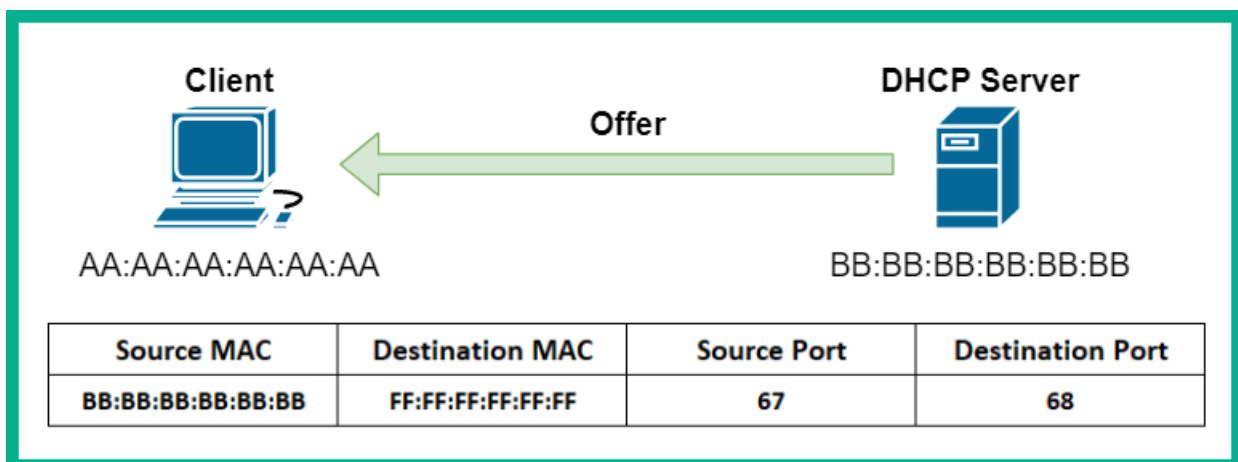 Client DHCP Server
Offer
AA:AA:AA:AA:AA:AA BB:BB:BB:BB:BB:BB
Source MAC Destination MAC Source Port Destination Port
BB:BB:BB:BB:BB:BB FF:FF:FF:FF:FF:FF 67 68